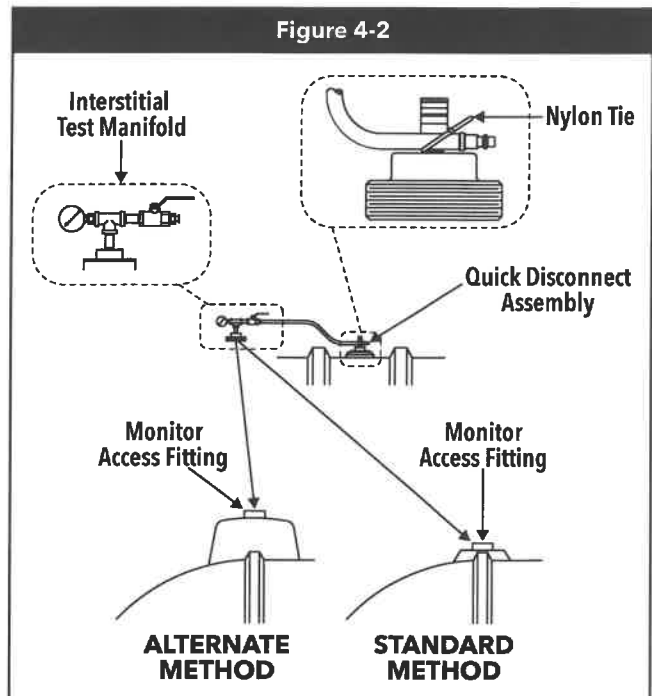 Figure 4-2
Interstitial
Test Manifold
Nylon Tie
Quick Disconnect
Assembly
Monitor
Access Fitting
Monitor
Access Fitting
ALTERNATE
METHOD
STANDARD
METHOD